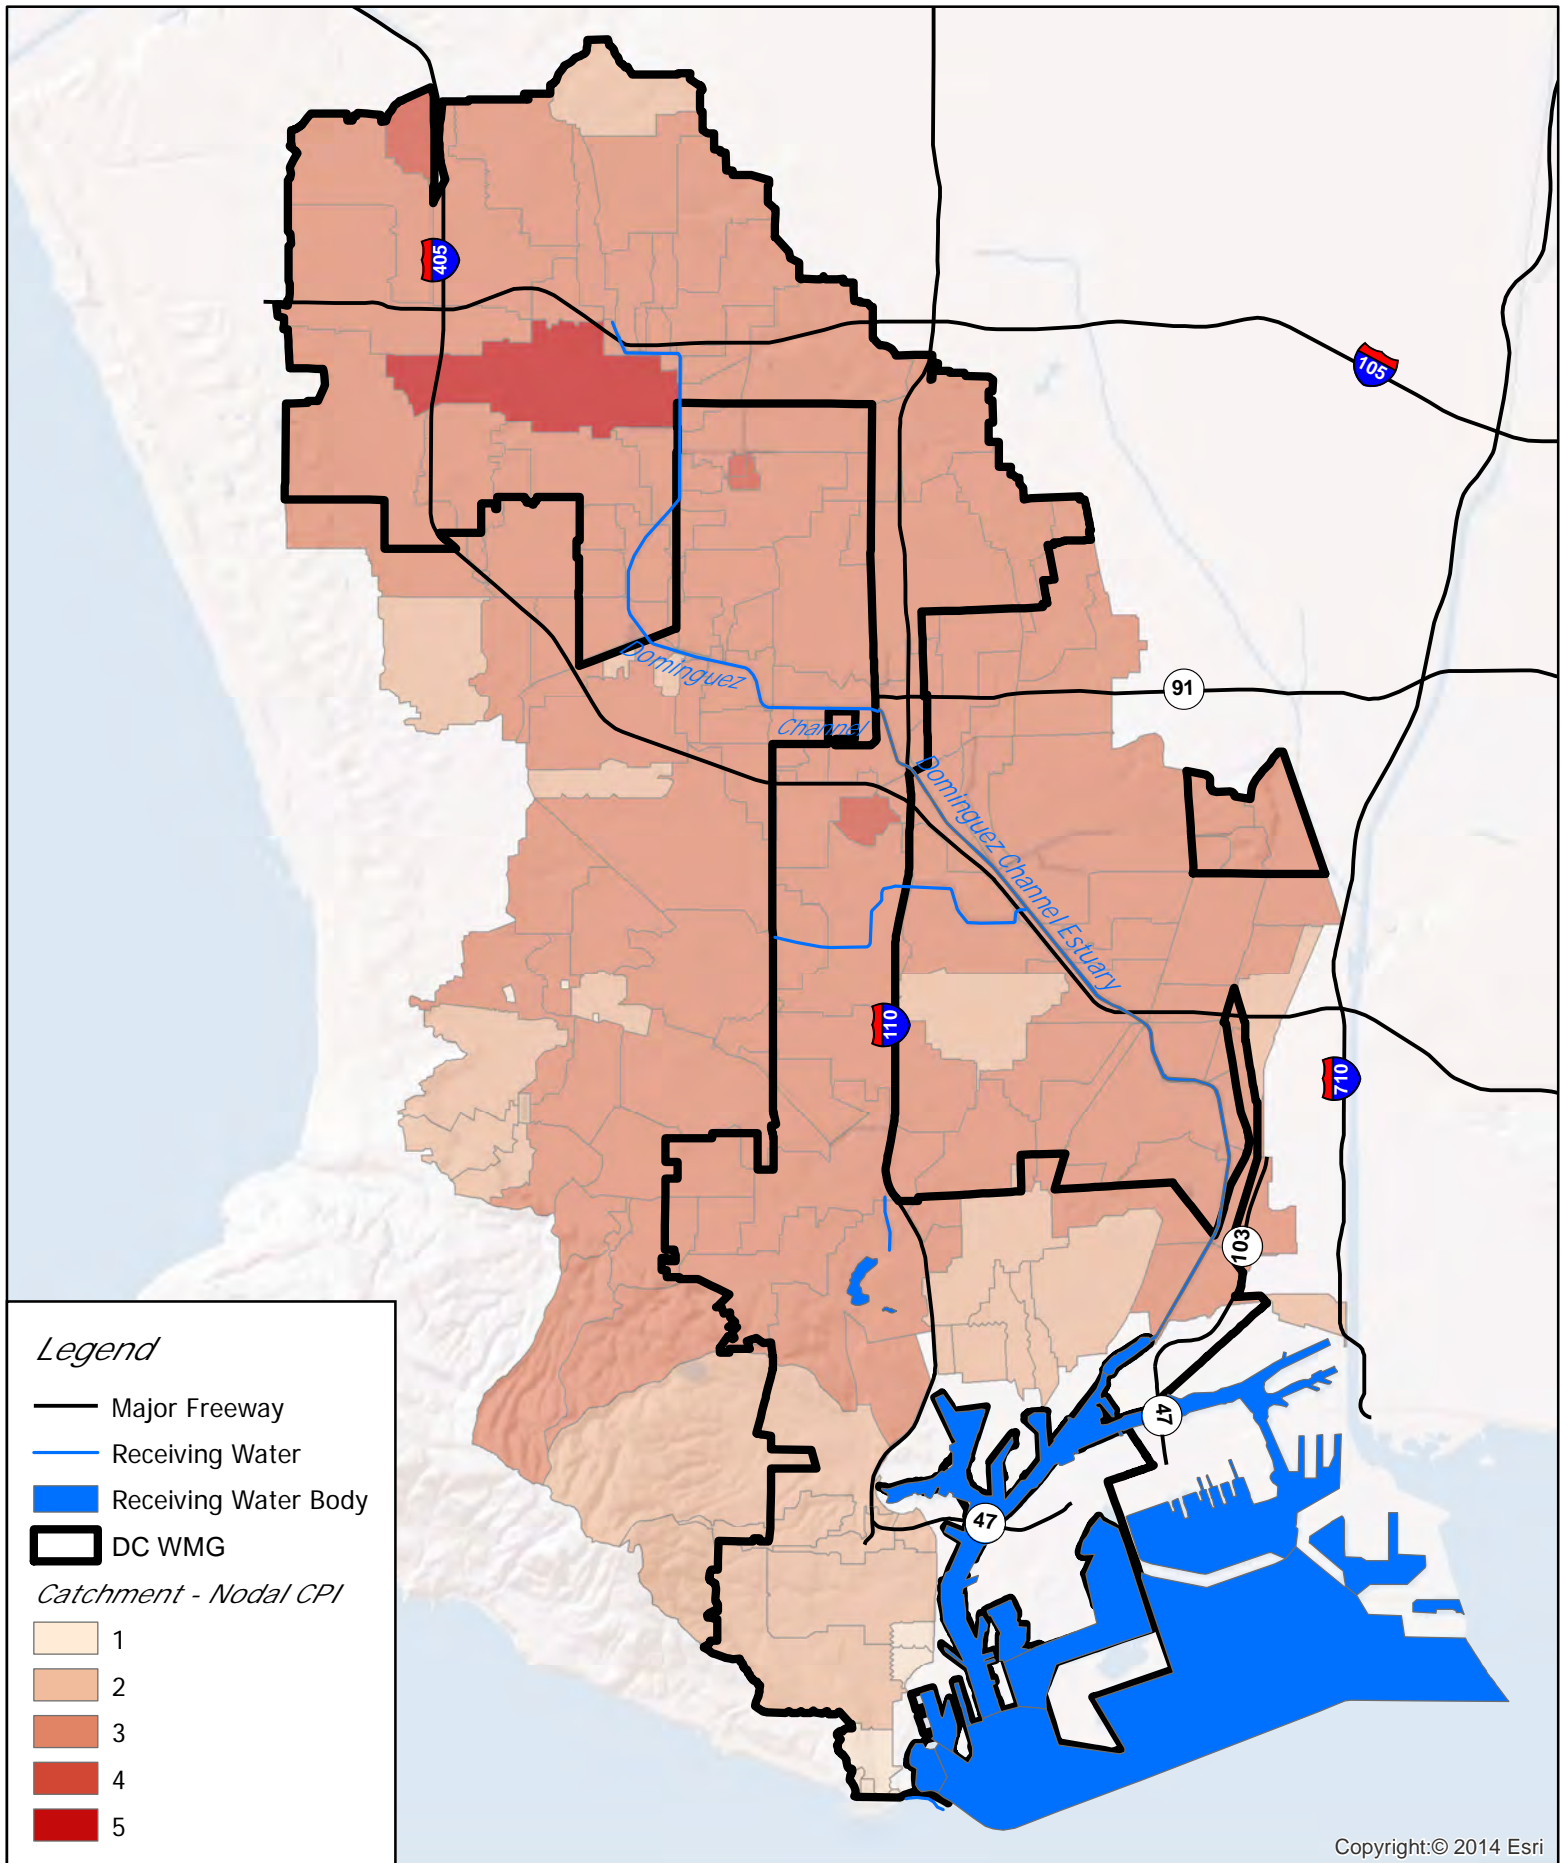 405
105
Dominguez
91
Channel
Dominguez Channel Estuary
110
710
103
47
47
Legend
Major Freeway
Receiving Water
Receiving Water Body
DC WMG
Catchment - Nodal CPI
1
2
3
4
5
Copyright:© 2014 Esri